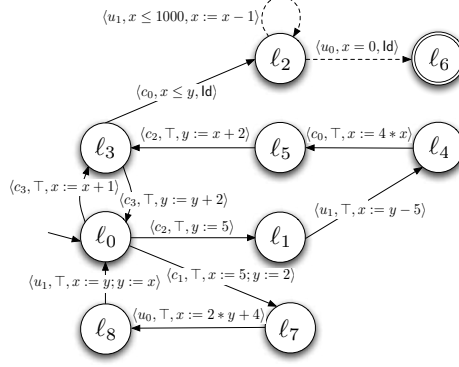 ⟨u₁, x ≤ 1000, x := x − 1⟩
ℓ₂
⟨u₀, x = 0, Id⟩
ℓ₆
⟨c₀, x ≤ y, Id⟩
ℓ₃
⟨c₂, ⊤, y := x + 2⟩
ℓ₅
⟨c₀, ⊤, x := 4 ∗ x⟩
ℓ₄
⟨c₃, ⊤, x := x + 1⟩
⟨c₃, ⊤, y := y + 2⟩
⟨u₁, ⊤, x := y − 5⟩
ℓ₀
⟨c₂, ⊤, y := 5⟩
ℓ₁
⟨u₁, ⊤, x := y; y := x⟩
⟨c₁, ⊤, x := 5; y := 2⟩
ℓ₈
⟨u₀, ⊤, x := 2 ∗ y + 4⟩
ℓ₇